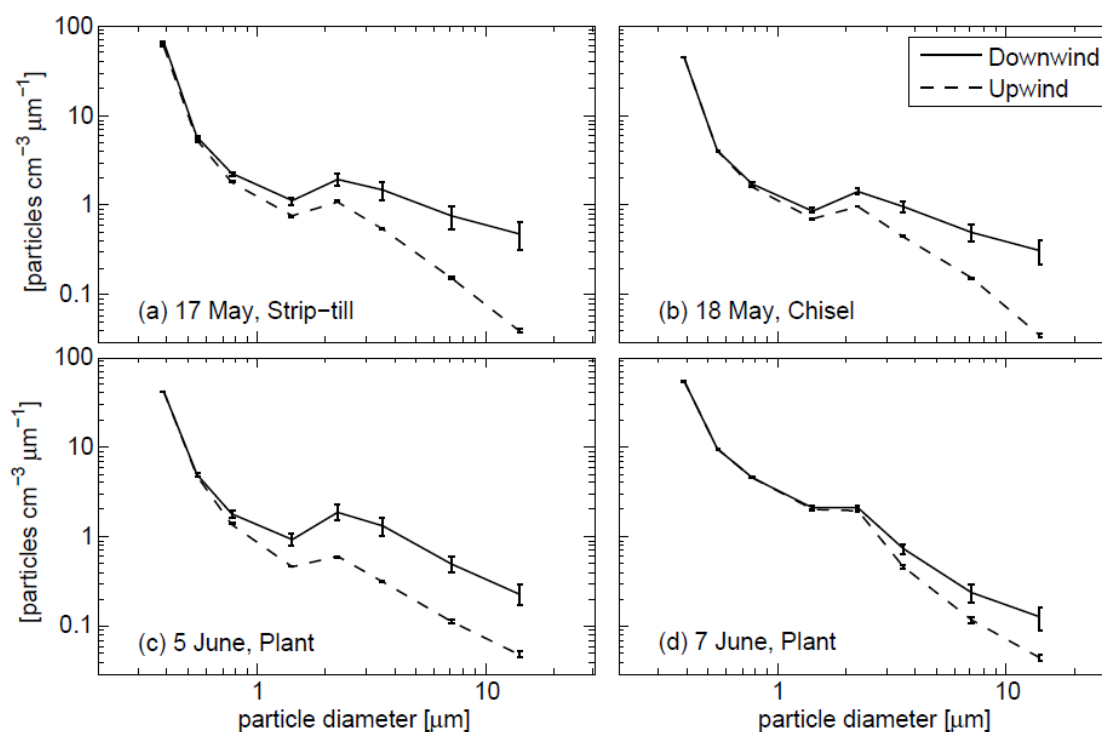 100
10
1
0.1
[particles cm⁻³ μm⁻¹]
(a) 17 May, Strip−till
(b) 18 May, Chisel
Downwind
Upwind
100
10
1
0.1
[particles cm⁻³ μm⁻¹]
(c) 5 June, Plant
(d) 7 June, Plant
1
10
1
10
particle diameter [μm]
particle diameter [μm]